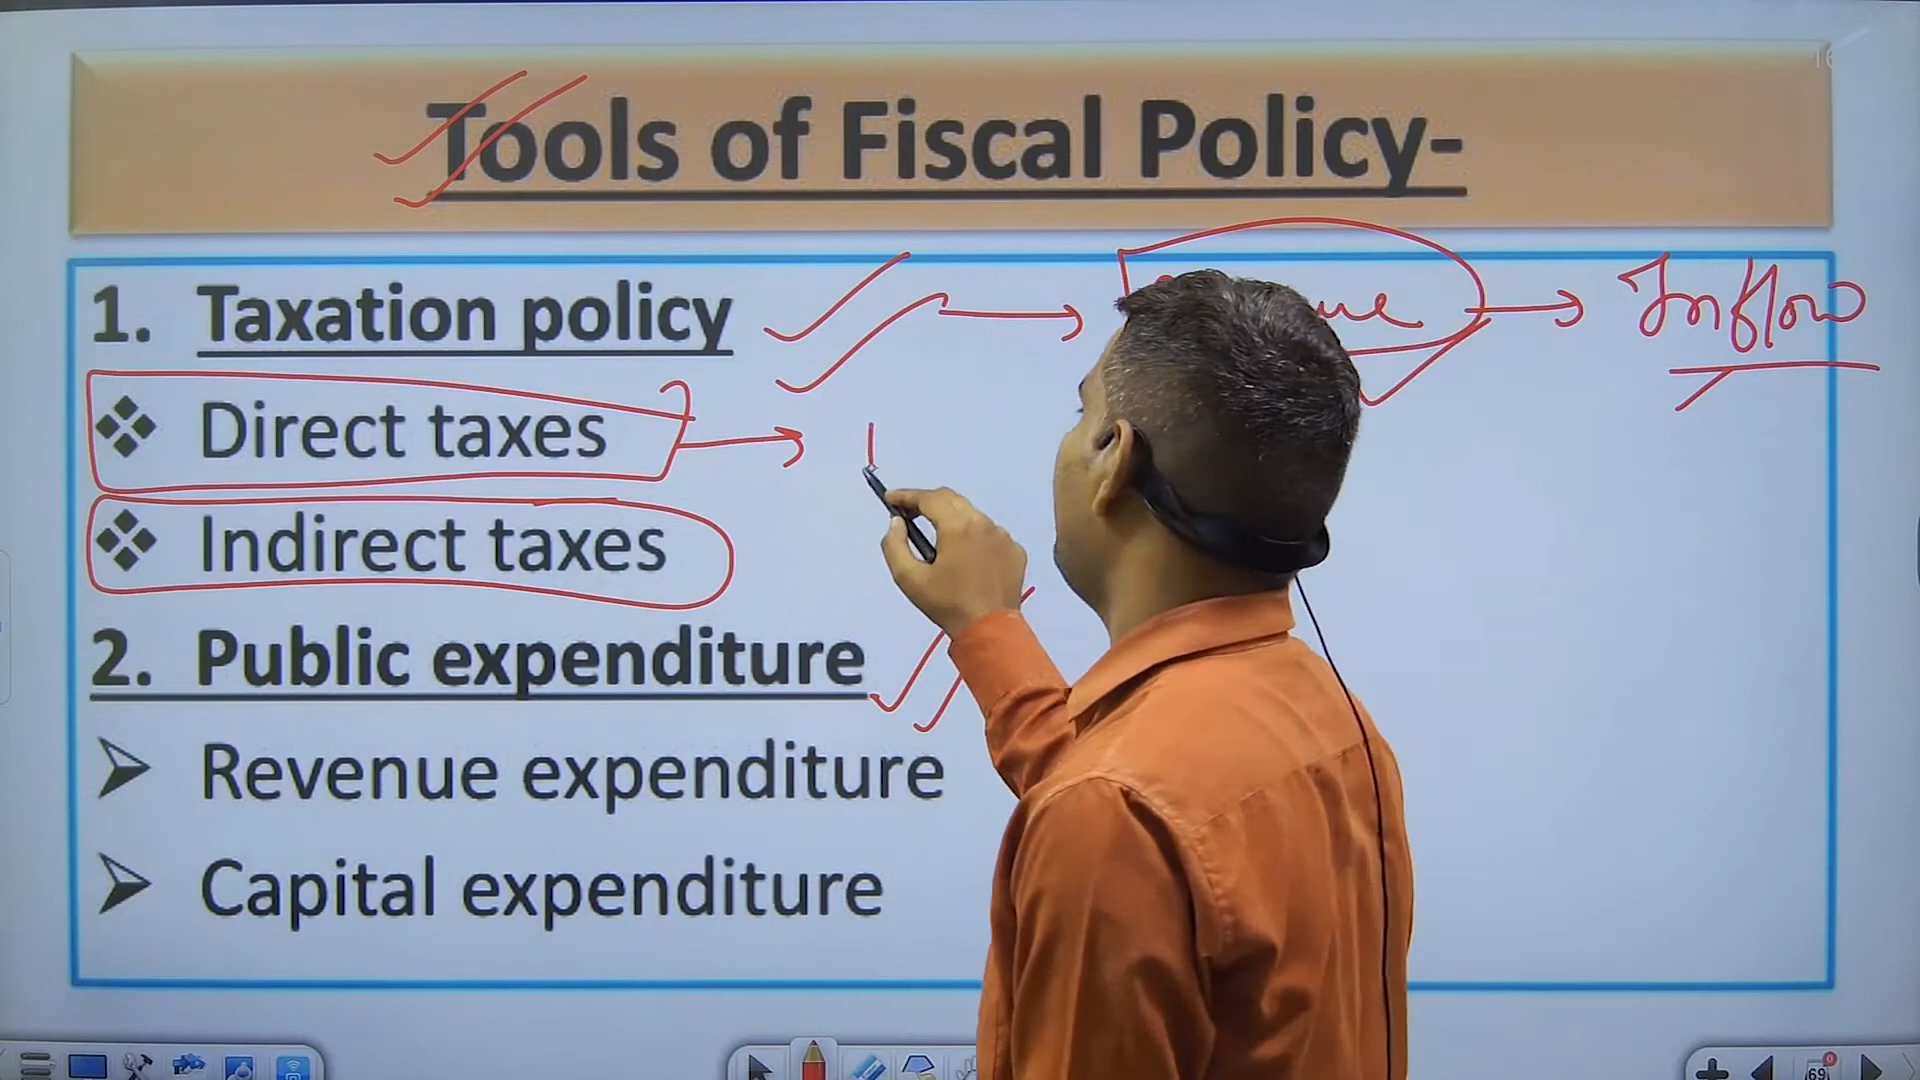 Tools of Fiscal Policy-
1. Taxation policy
Inflow
❖ Direct taxes
❖ Indirect taxes
2. Public expenditure
➢ Revenue expenditure
➢ Capital expenditure
69